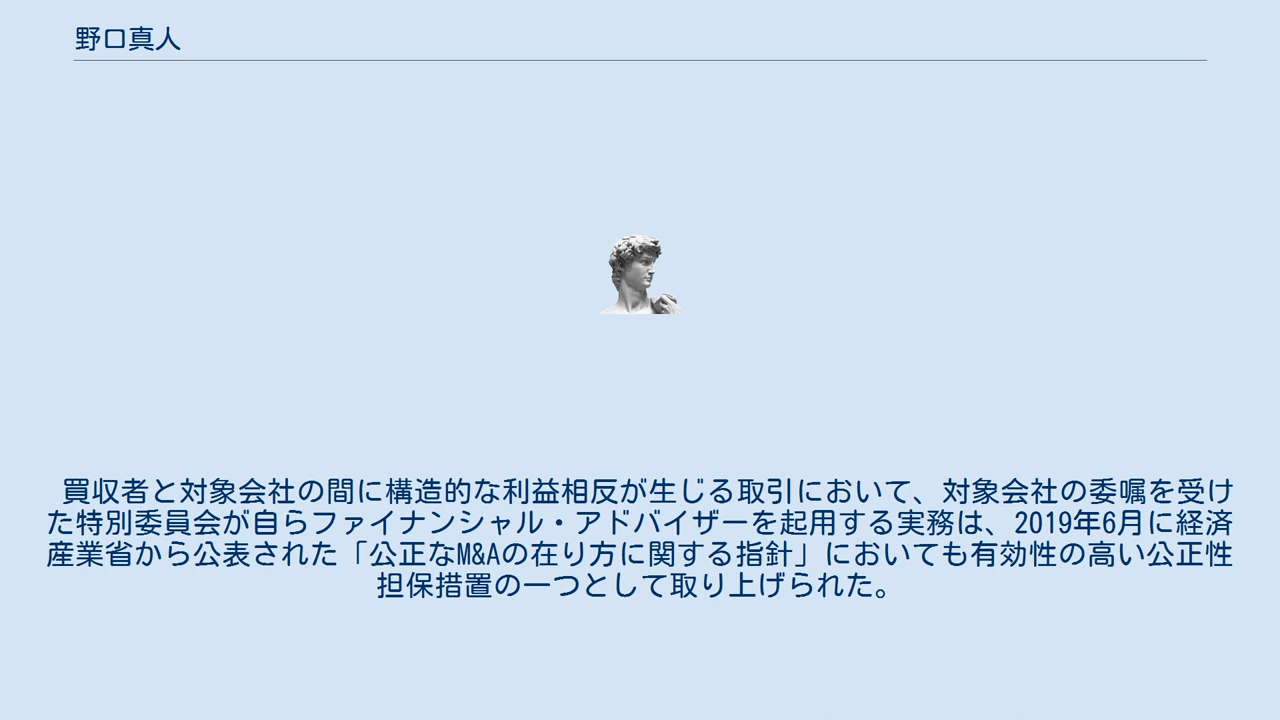 野口真人
買収者と対象会社の間に構造的な利益相反が生じる取引において、対象会社の委嘱を受け
た特別委員会が自らファイナンシャル・アドバイザーを起用する実務は、2019年6月に経済
産業省から公表された「公正なM&Aの在り方に関する指針」においても有効性の高い公正性
担保措置の一つとして取り上げられた。